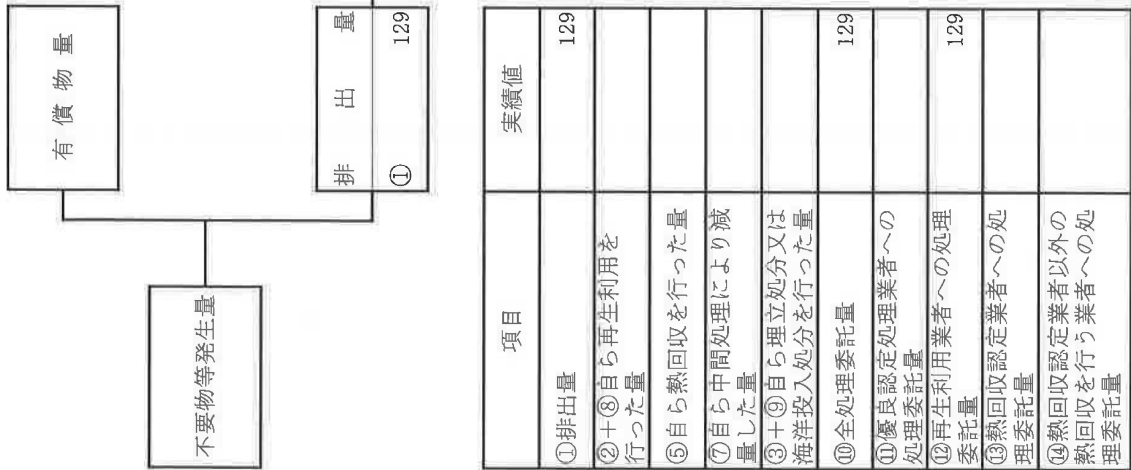 有償物量
不要物等発生量
排出量
① 129
項目 実績値
①排出量 129
②＋⑧自ら再生利用を
行った量
⑤自ら熱回収を行った量
⑦自ら中間処理により減
量した量
③＋⑨自ら埋立処分又は
海洋投入処分を行った量
⑩全処理委託量 129
⑪優良認定処理業者への
処理委託量
⑫再生利用業者への処理
委託量 129
⑬熱回収認定業者への処
理委託量
⑭熱回収認定業者以外の
熱回収を行う業者への処
理委託量